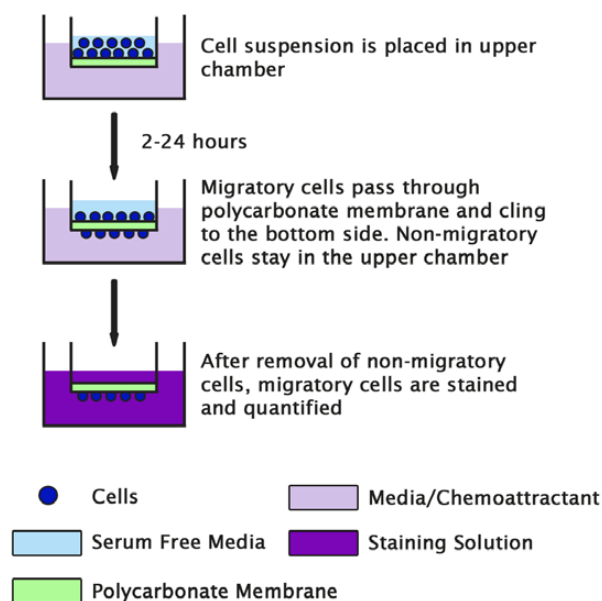 Cell suspension is placed in upper
chamber
2-24 hours
Migratory cells pass through
polycarbonate membrane and cling
to the bottom side. Non-migratory
cells stay in the upper chamber
After removal of non-migratory
cells, migratory cells are stained
and quantified
Cells
Media/Chemoattractant
Serum Free Media
Staining Solution
Polycarbonate Membrane